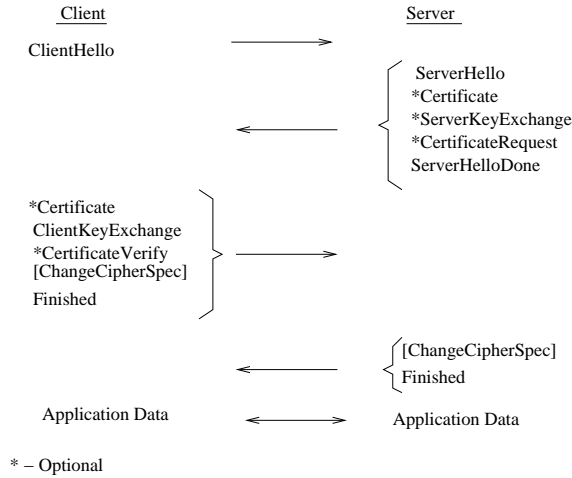 Client
Server
ClientHello
ServerHello
*Certificate
*ServerKeyExchange
*CertificateRequest
ServerHelloDone
*Certificate
ClientKeyExchange
*CertificateVerify
[ChangeCipherSpec]
Finished
[ChangeCipherSpec]
Finished
Application Data
Application Data
* – Optional